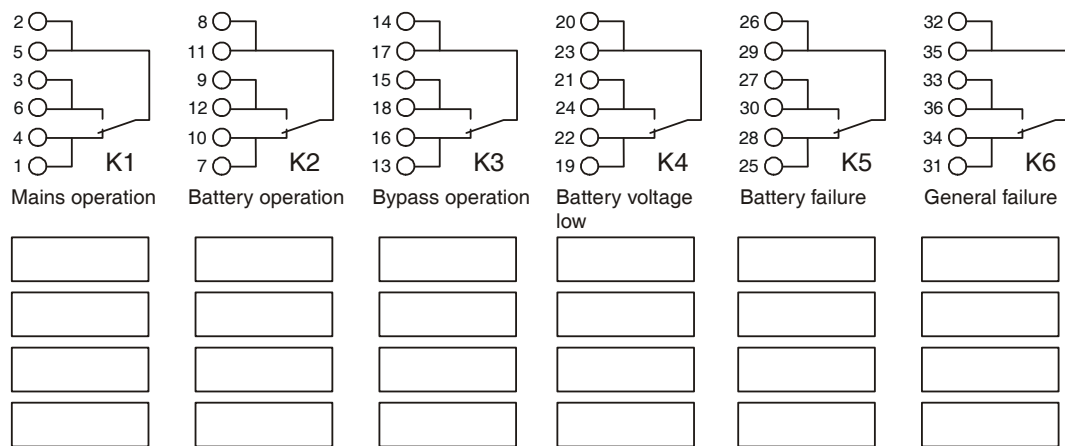 2 8 14 20 26 32
5 11 17 23 29 35
3 9 15 21 27 33
6 12 18 24 30 36
4 10 16 22 28 34
1 K1 7 K2 13 K3 19 K4 25 K5 31 K6
Mains operation Battery operation Bypass operation Battery voltage Battery failure General failure
low